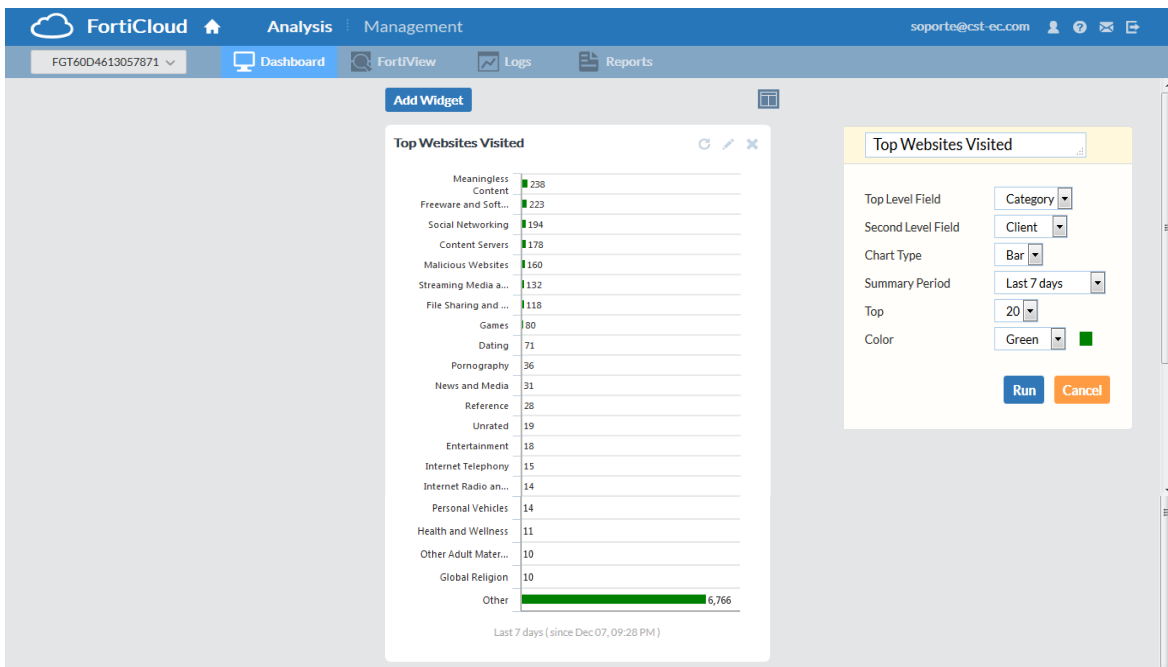 FortiCloud Analysis Management soporte@cst-ec.com
FGT60D4613057871 Dashboard FortiView Logs Reports
Add Widget
Top Websites Visited
Meaningless
Content 238
Freeware and Soft... 223
Social Networking 194
Content Servers 178
Malicious Websites 160
Streaming Media a... 132
File Sharing and ... 118
Games 80
Dating 71
Pornography 36
News and Media 31
Reference 28
Unrated 19
Entertainment 18
Internet Telephony 15
Internet Radio an... 14
Personal Vehicles 14
Health and Wellness 11
Other Adult Mater... 10
Global Religion 10
Other 6,766
Last 7 days ( since Dec 07, 09:28 PM )
Top Websites Visited
Top Level Field Category
Second Level Field Client
Chart Type Bar
Summary Period Last 7 days
Top 20
Color Green
Run Cancel